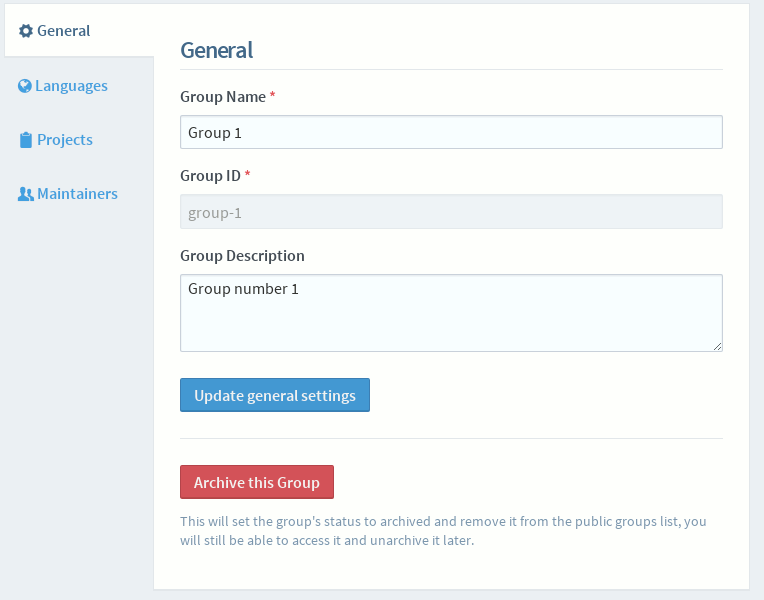 General
Languages
Projects
Maintainers
General
Group Name *
Group 1
Group ID *
group-1
Group Description
Group number 1
Update general settings
Archive this Group
This will set the group's status to archived and remove it from the public groups list, you
will still be able to access it and unarchive it later.